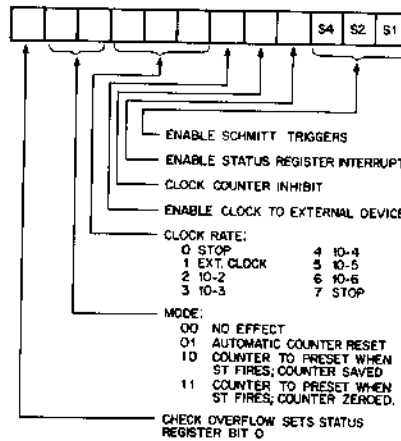 S4 S2 S1
ENABLE SCHMITT TRIGGERS
ENABLE STATUS REGISTER INTERRUPT
CLOCK COUNTER INHIBIT
ENABLE CLOCK TO EXTERNAL DEVICE
CLOCK RATE:
0 STOP 4 10-4
1 EXT. CLOCK 5 10-5
2 10-2 6 10-6
3 10-3 7 STOP
MODE:
00 NO EFFECT
01 AUTOMATIC COUNTER RESET
10 COUNTER TO PRESET WHEN
ST FIRES; COUNTER SAVED
11 COUNTER TO PRESET WHEN
ST FIRES; COUNTER ZEROED.
CHECK OVERFLOW SETS STATUS
REGISTER BIT 0